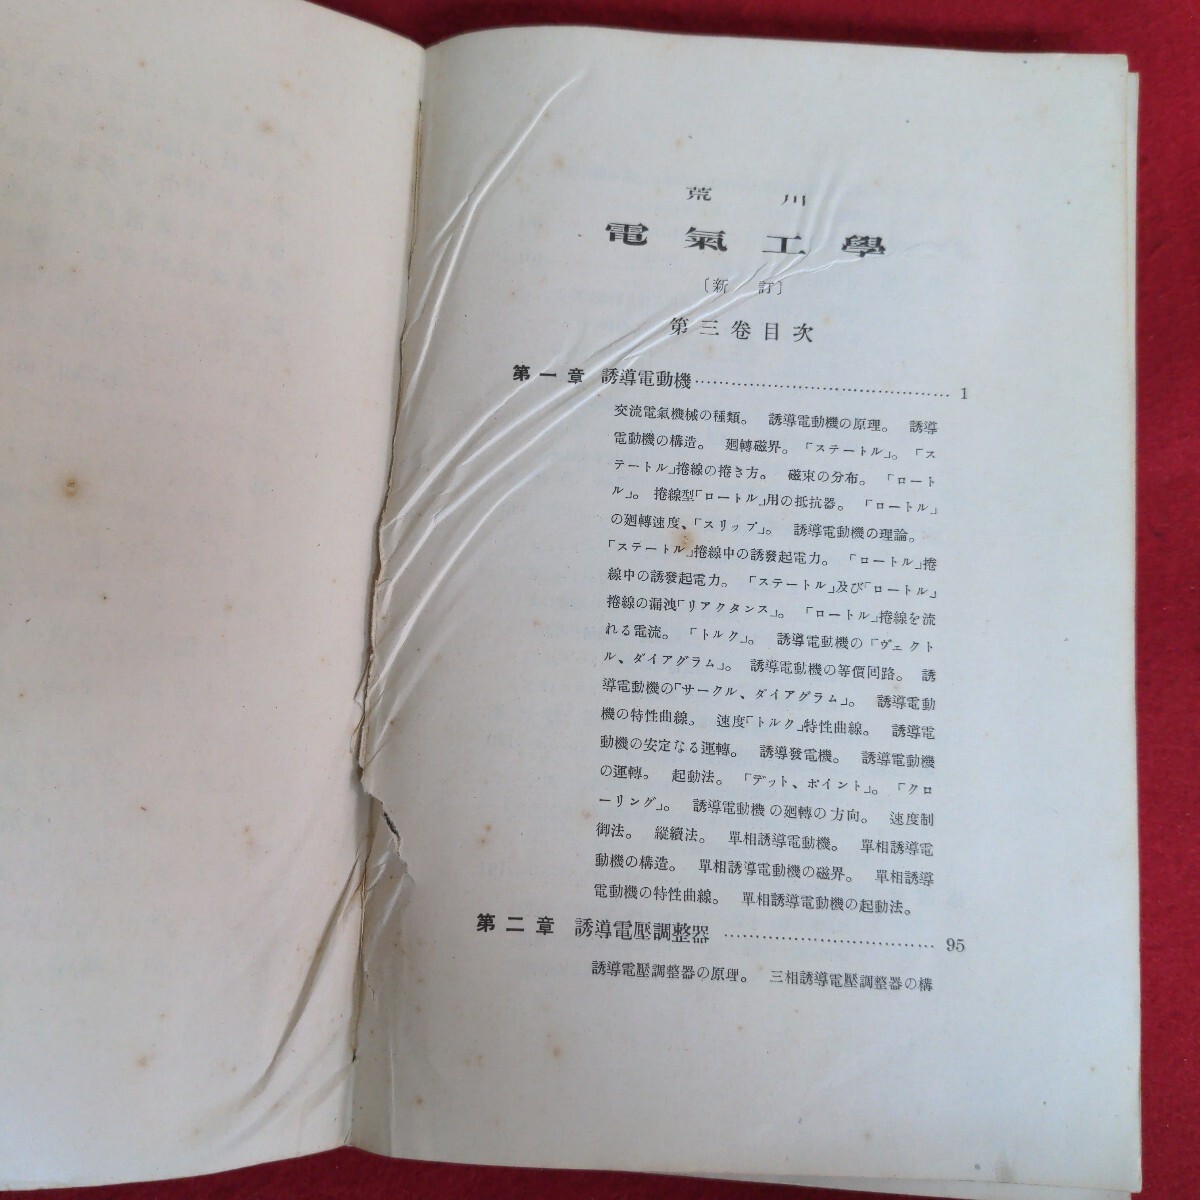 荒川
電氣工學
〔新訂〕
第三卷目次
第一章 誘導電動機……………………………………… 1
交流電氣機械の種類。 誘導電動機の原理。 誘導
電動機の構造。 廻轉磁界。 「ステートル」。 「ス
テートル」捲線の捲き方。 磁束の分布。 「ロート
ル」。 捲線型「ロートル」用の抵抗器。 「ロートル」
の廻轉速度、「スリップ」。 誘導電動機の理論。
「ステートル」捲線中の誘發起電力。 「ロートル」捲
線中の誘發起電力。 「ステートル」及び「ロートル」
捲線の漏洩「リアクタンス」。 「ロートル」捲線を流
れる電流。 「トルク」。 誘導電動機の「ヴェクト
ル、ダイアグラム」。 誘導電動機の等價回路。 誘
導電動機の「サークル、ダイアグラム」。 誘導電動
機の特性曲線。 速度「トルク」特性曲線。 誘導電
動機の安定なる運轉。 誘導發電機。 誘導電動機
の運轉。 起動法。 「デット、ポイント」。 「クロ
ーリング」。 誘導電動機の廻轉の方向。 速度制
御法。 縱續法。 單相誘導電動機。 單相誘導電
動機の構造。 單相誘導電動機の磁界。 單相誘導
電動機の特性曲線。 單相誘導電動機の起動法。
第二章 誘導電壓調整器 …………………………… 95
誘導電壓調整器の原理。 三相誘導電壓調整器の構